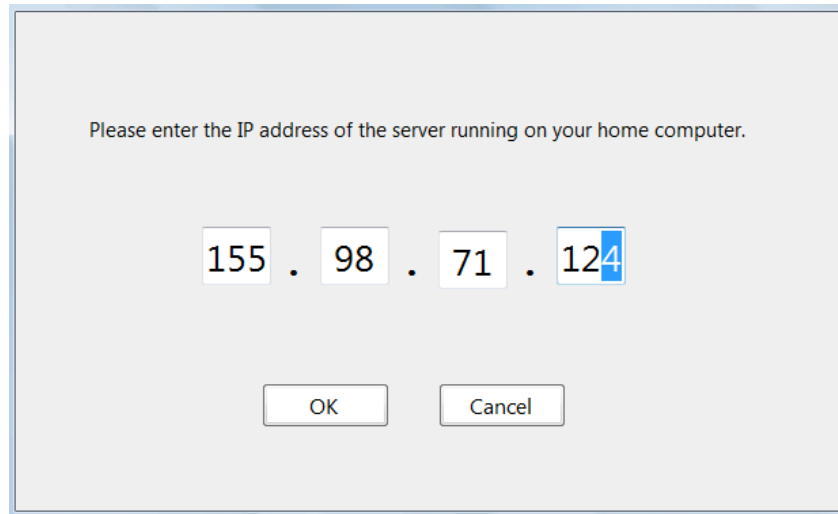 Please enter the IP address of the server running on your home computer.
155 . 98 . 71 . 124
OK Cancel